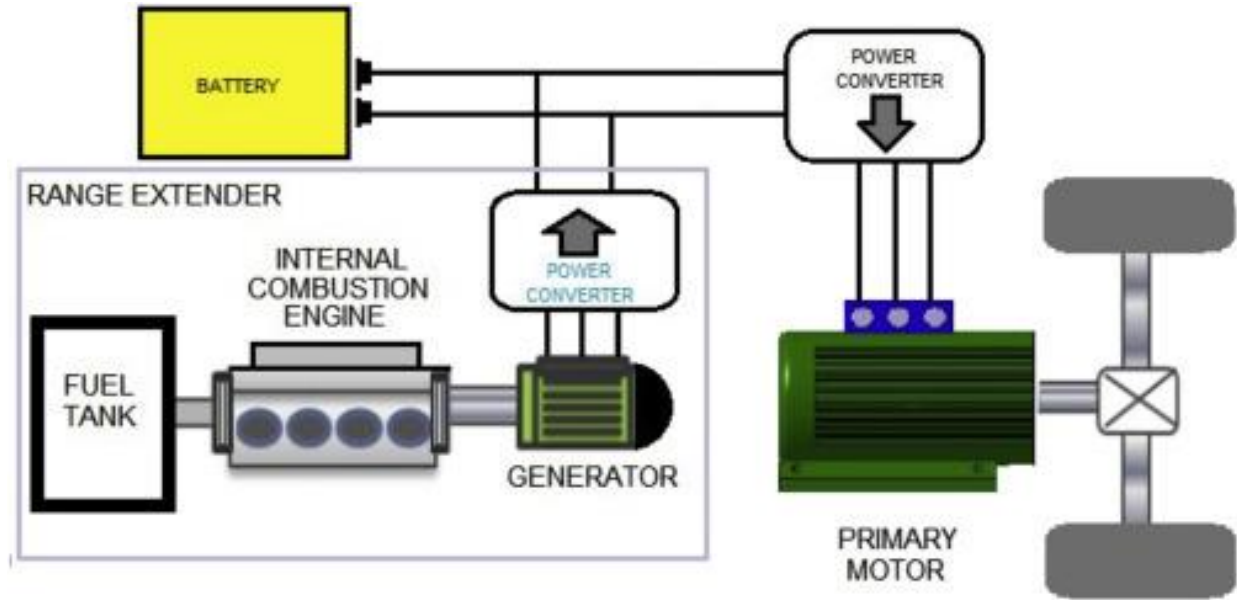 BATTERY
POWER
CONVERTER
RANGE EXTENDER
INTERNAL
COMBUSTION
ENGINE
POWER
CONVERTER
FUEL
TANK
GENERATOR
PRIMARY
MOTOR